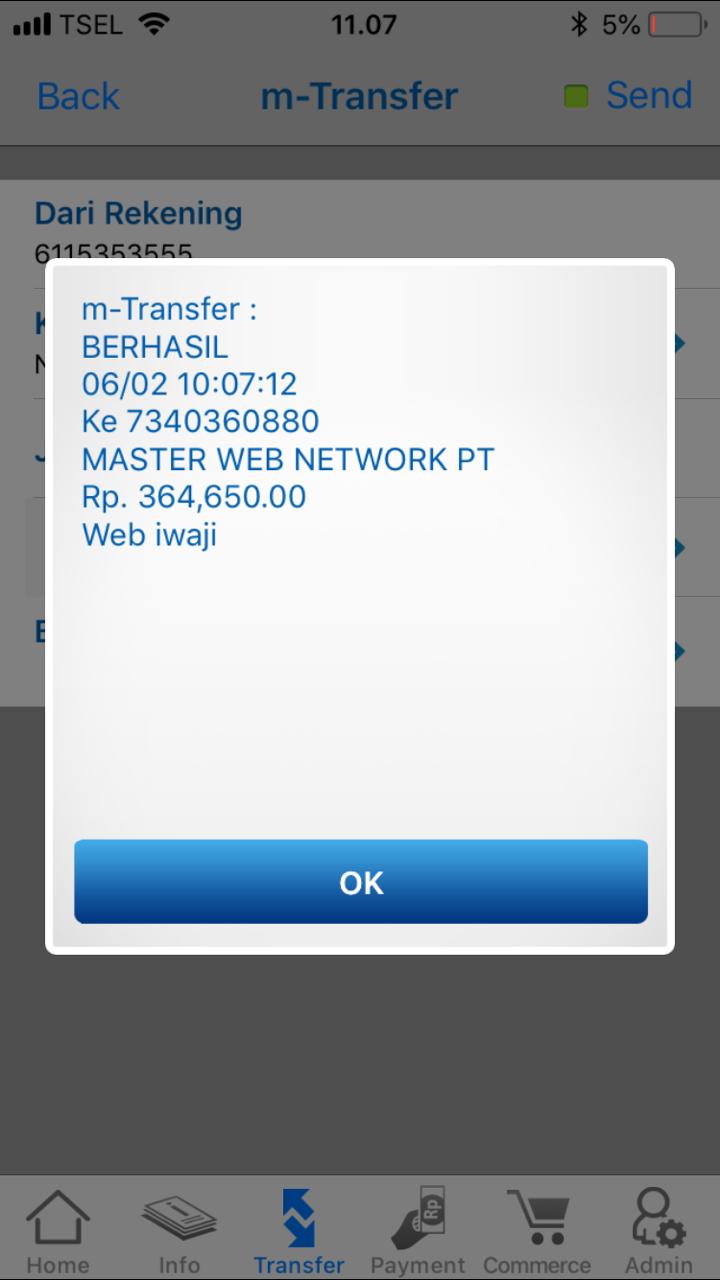 TSEL 11.07 5%
Back m-Transfer Send
Dari Rekening
6115353555
m-Transfer :
BERHASIL
06/02 10:07:12
Ke 7340360880
MASTER WEB NETWORK PT
Rp. 364,650.00
Web iwaji
OK
Home Info Transfer Payment Commerce Admin